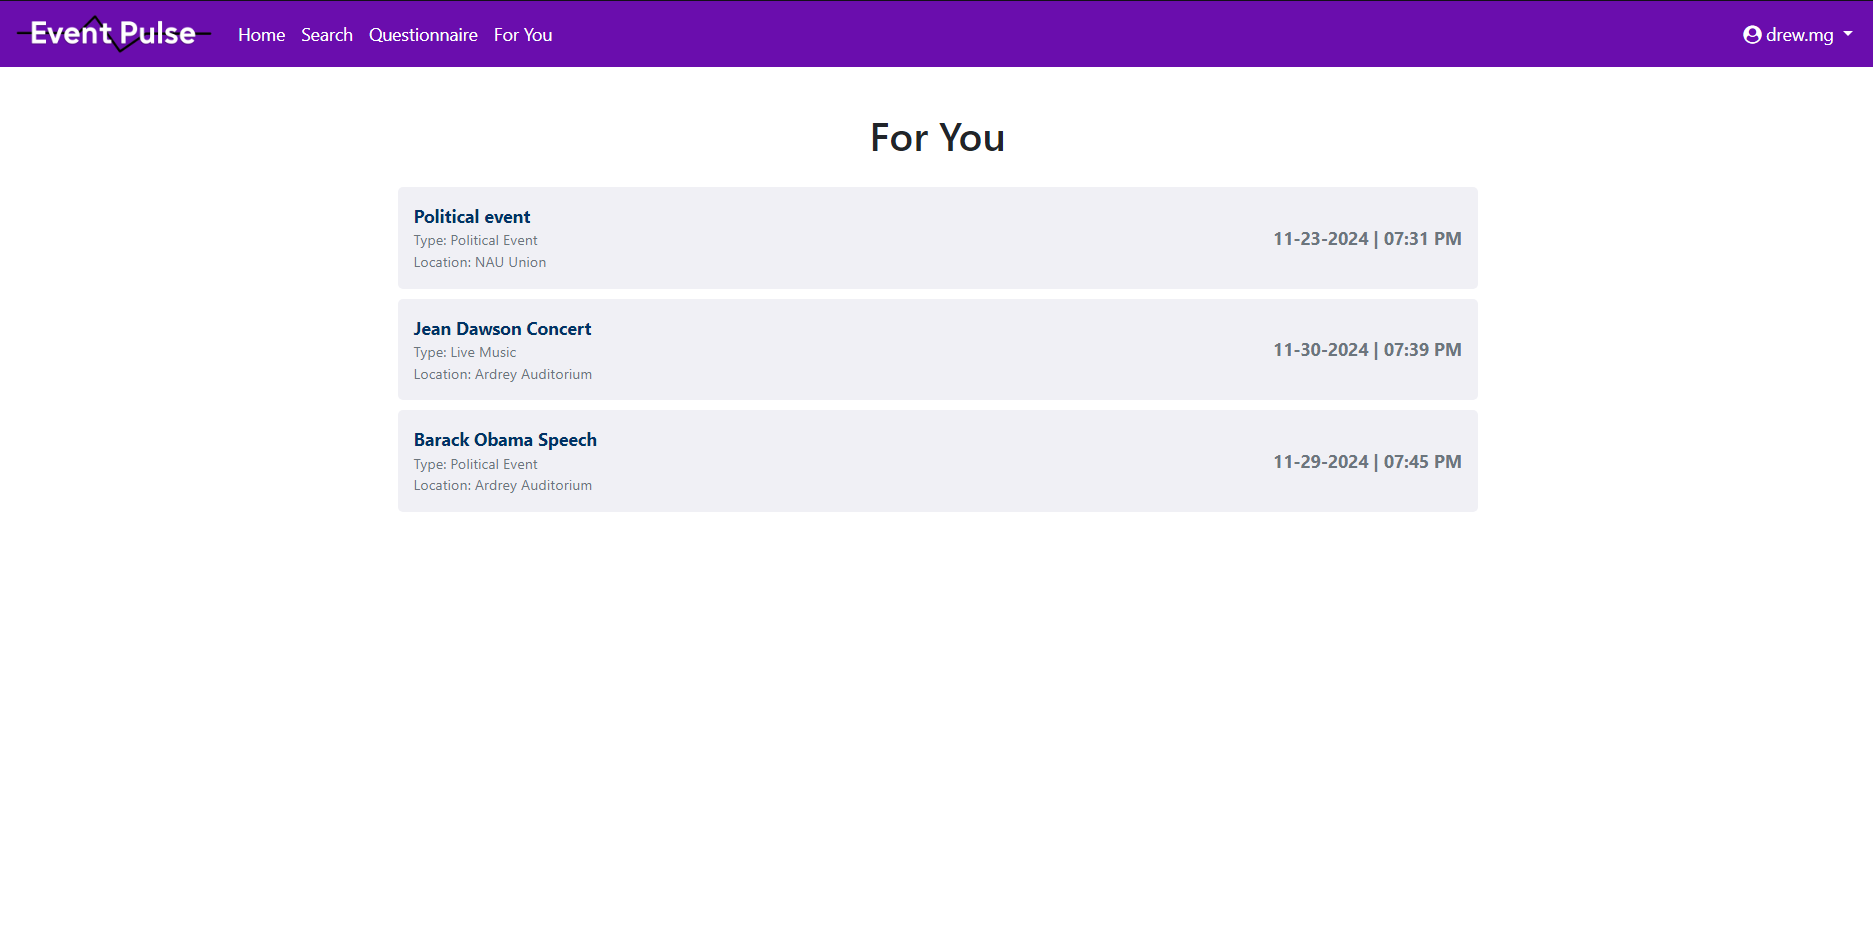 Event Pulse
Home Search Questionnaire For You
drew.mg
For You
Political event
Type: Political Event
Location: NAU Union
11-23-2024 | 07:31 PM
Jean Dawson Concert
Type: Live Music
Location: Ardrey Auditorium
11-30-2024 | 07:39 PM
Barack Obama Speech
Type: Political Event
Location: Ardrey Auditorium
11-29-2024 | 07:45 PM